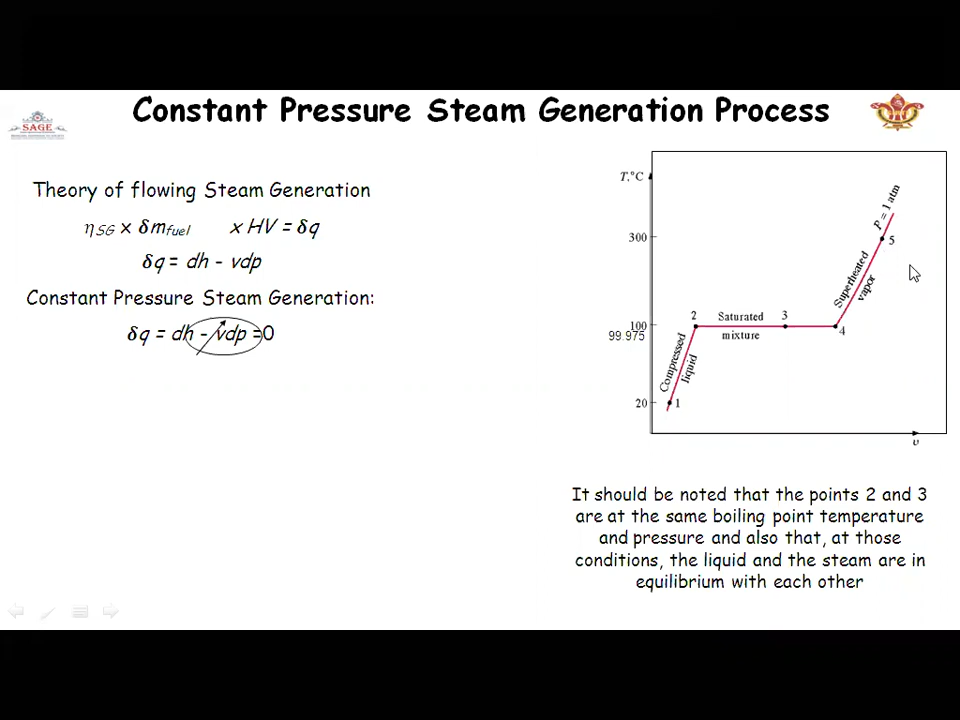 Constant Pressure Steam Generation Process
SAGE
Theory of flowing Steam Generation
ηSG x δmfuel x HV = δq
δq = dh - vdp
Constant Pressure Steam Generation:
δq = dh - vdp =0
T,°C
300
100
99.975
20
1
2
3
4
5
Compressed
liquid
Saturated
mixture
Superheated
vapor
P = 1 atm
υ
It should be noted that the points 2 and 3
are at the same boiling point temperature
and pressure and also that, at those
conditions, the liquid and the steam are in
equilibrium with each other